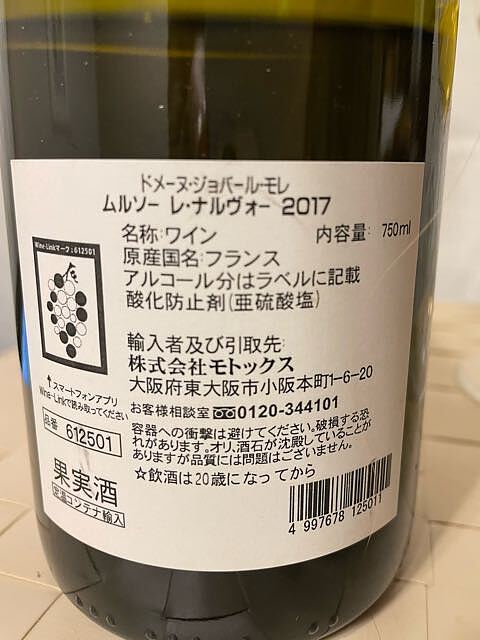 ドメーヌ・ジョバール・モレ
ムルソー レ・ナルヴォー 2017
名称:ワイン 内容量: 750ml
原産国名:フランス
アルコール分はラベルに記載
酸化防止剤(亜硫酸塩)
Wine-Linkマーク:612501
輸入者及び引取先:
株式会社モトックス
大阪府東大阪市小阪本町1-6-20
↑スマートフォンアプリ
Wine-Linkで読み取ってください
お客様相談室 0120-344101
品番 612501
容器への衝撃は避けてください。破損する恐
れがあります。オリ、酒石が沈殿していることが
ありますが品質には問題はございません。
果実酒
定温コンテナ輸入
☆飲酒は20歳になってから
4 997678 125011